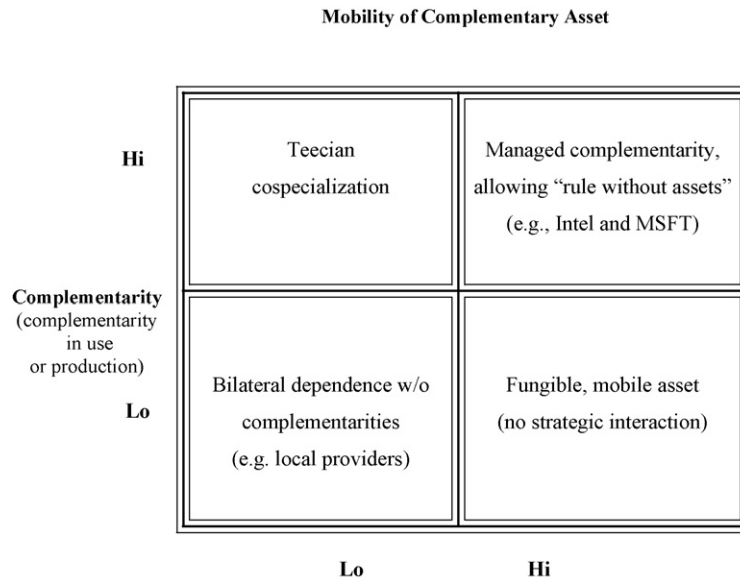 Mobility of Complementary Asset
Hi
Teecian
cospecialization
Managed complementarity,
allowing “rule without assets”
(e.g., Intel and MSFT)
Complementarity
(complementarity
in use
or production)
Lo
Bilateral dependence w/o
complementarities
(e.g. local providers)
Fungible, mobile asset
(no strategic interaction)
Lo
Hi